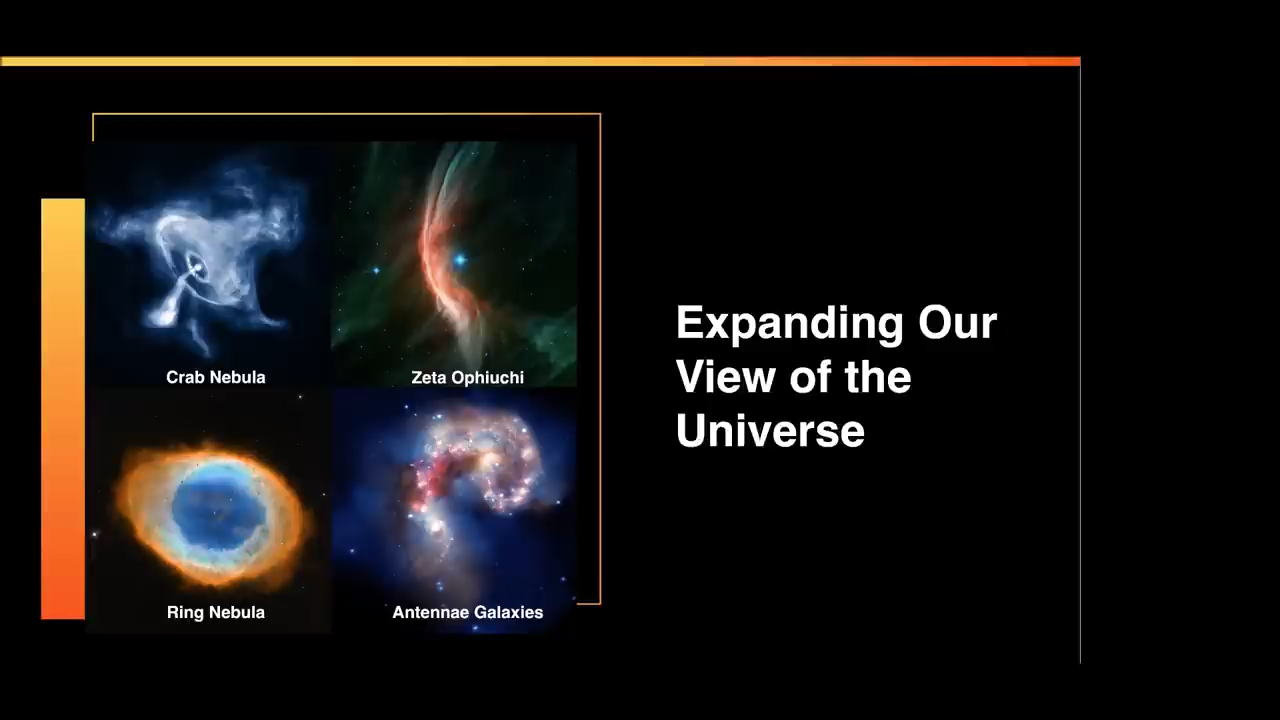 Crab Nebula
Zeta Ophiuchi
Ring Nebula
Antennae Galaxies
Expanding Our
View of the
Universe